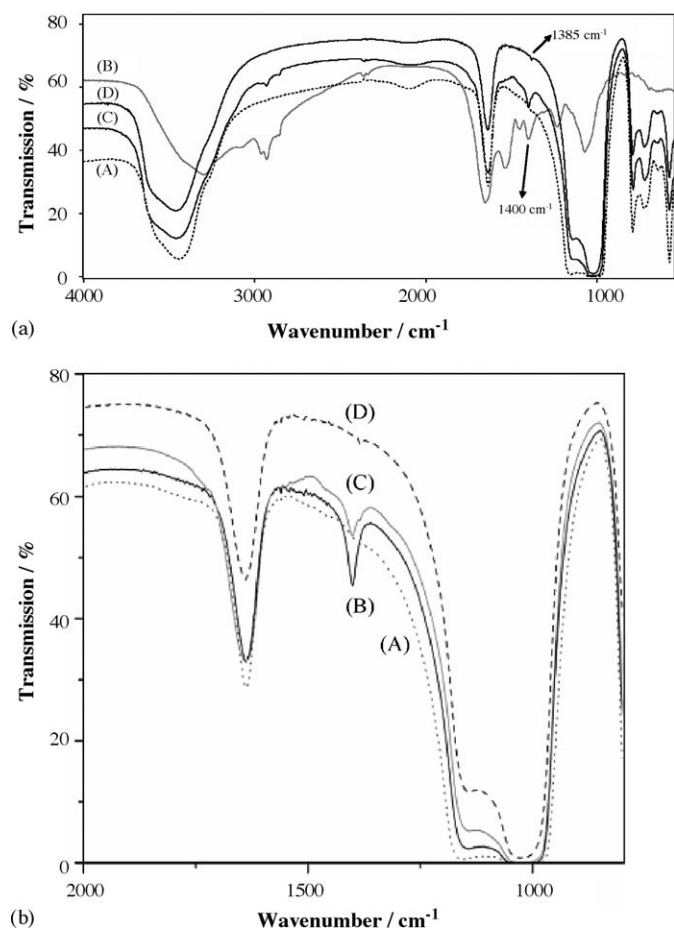 80
60
40
20
0
Transmission / %
(B)
(D)
(C)
(A)
1385 cm-1
1400 cm-1
4000
3000
2000
1000
Wavenumber / cm-1
(a)
80
60
40
20
0
Transmission / %
(D)
(C)
(B)
(A)
2000
1500
1000
Wavenumber / cm-1
(b)